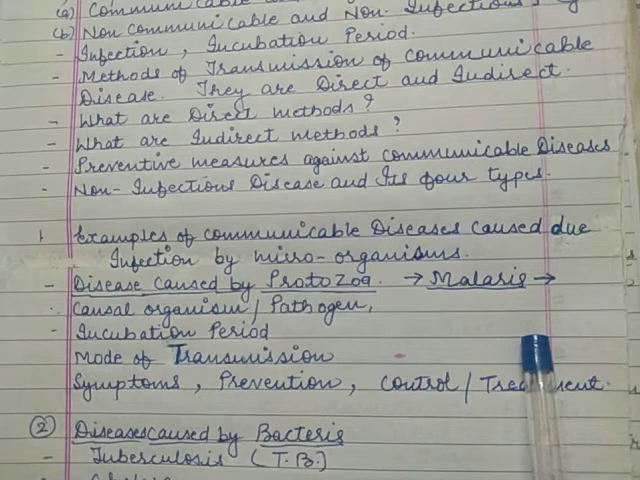 (a) Communicable
(b) Non communicable and Non-Infectious
- Infection, Incubation Period.
- Methods of Transmission of communicable
Disease. They are Direct and Indirect.
- What are Direct methods?
- What are Indirect methods?
- Preventive measures against communicable Diseases
- Non-Infectious Disease and Its four types.
1 Examples of communicable Diseases caused due
Infection by micro-organisms.
- Disease caused by Protozoa. → Malaris →
Causal organism/Pathogen,
- Incubation Period
Mode of Transmission
Symptoms, Prevention, Control/Treatment.
② Diseases caused by Bacteris
- Tuberculosis (T.B.)